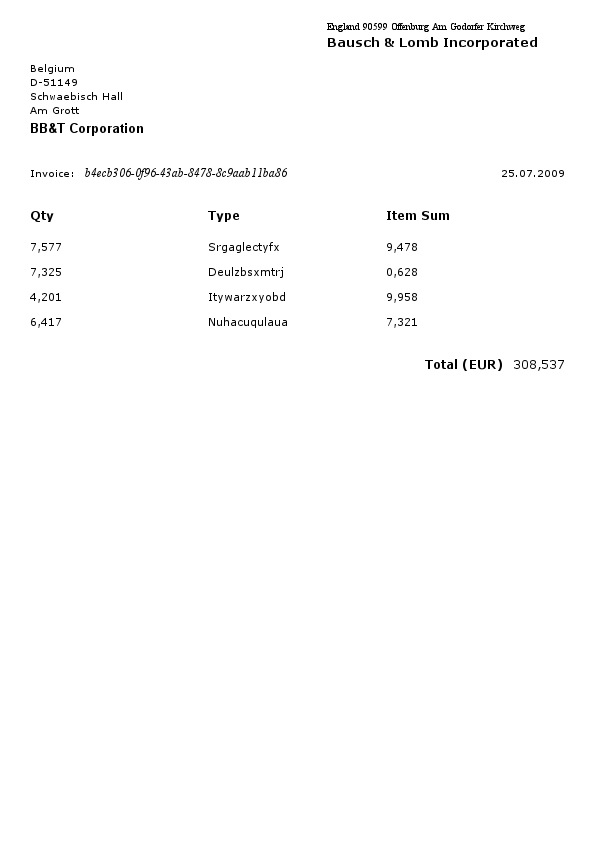 England 90599 Offenburg Am Godorfer Kirchweg
Bausch & Lomb Incorporated
Belgium
D-51149
Schwaebisch Hall
Am Grott
BB&T Corporation
Invoice: b4ecb306-0f96-43ab-8478-8c9aab11ba86 25.07.2009
Qty Type Item Sum
7,577 Srgaglectyfx 9,478
7,325 Deulzbsxmtrj 0,628
4,201 Itywarzxyobd 9,958
6,417 Nuhacuqulaua 7,321
Total (EUR) 308,537